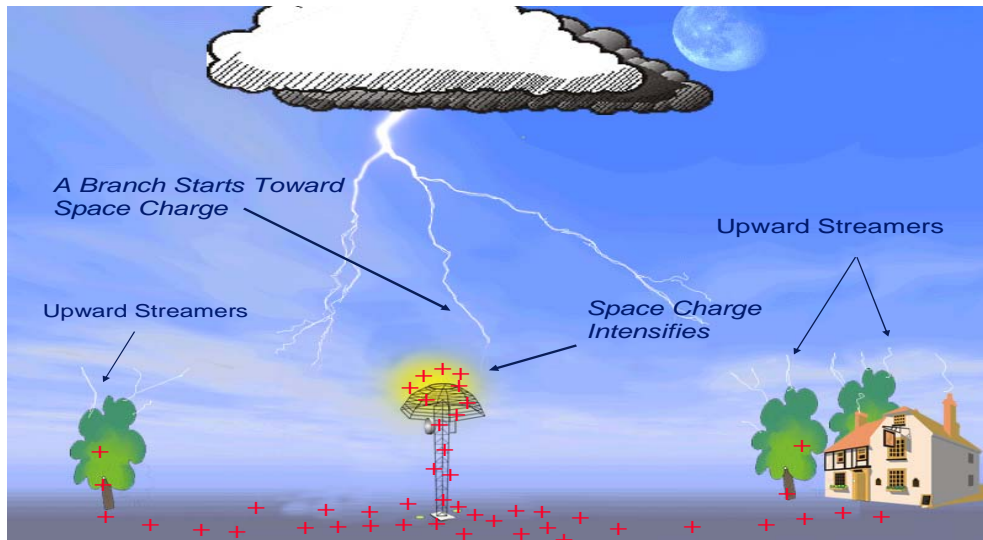 A Branch Starts Toward
Space Charge
Upward Streamers
Upward Streamers
Space Charge
Intensifies